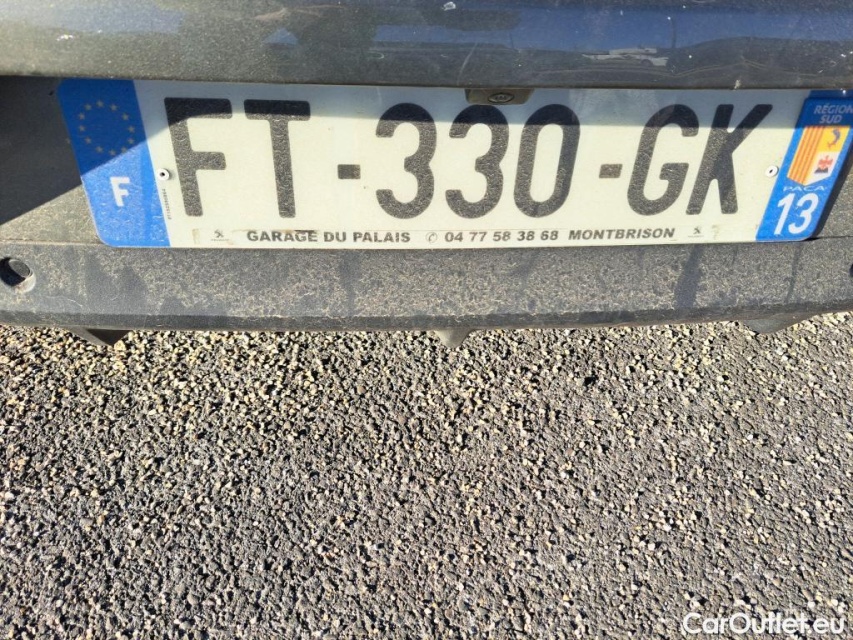 F
FT-330-GK
RÉGION
SUD
PACA
13
GARAGE DU PALAIS ✆ 04 77 58 38 68 MONTBRISON
CarOutlet.eu